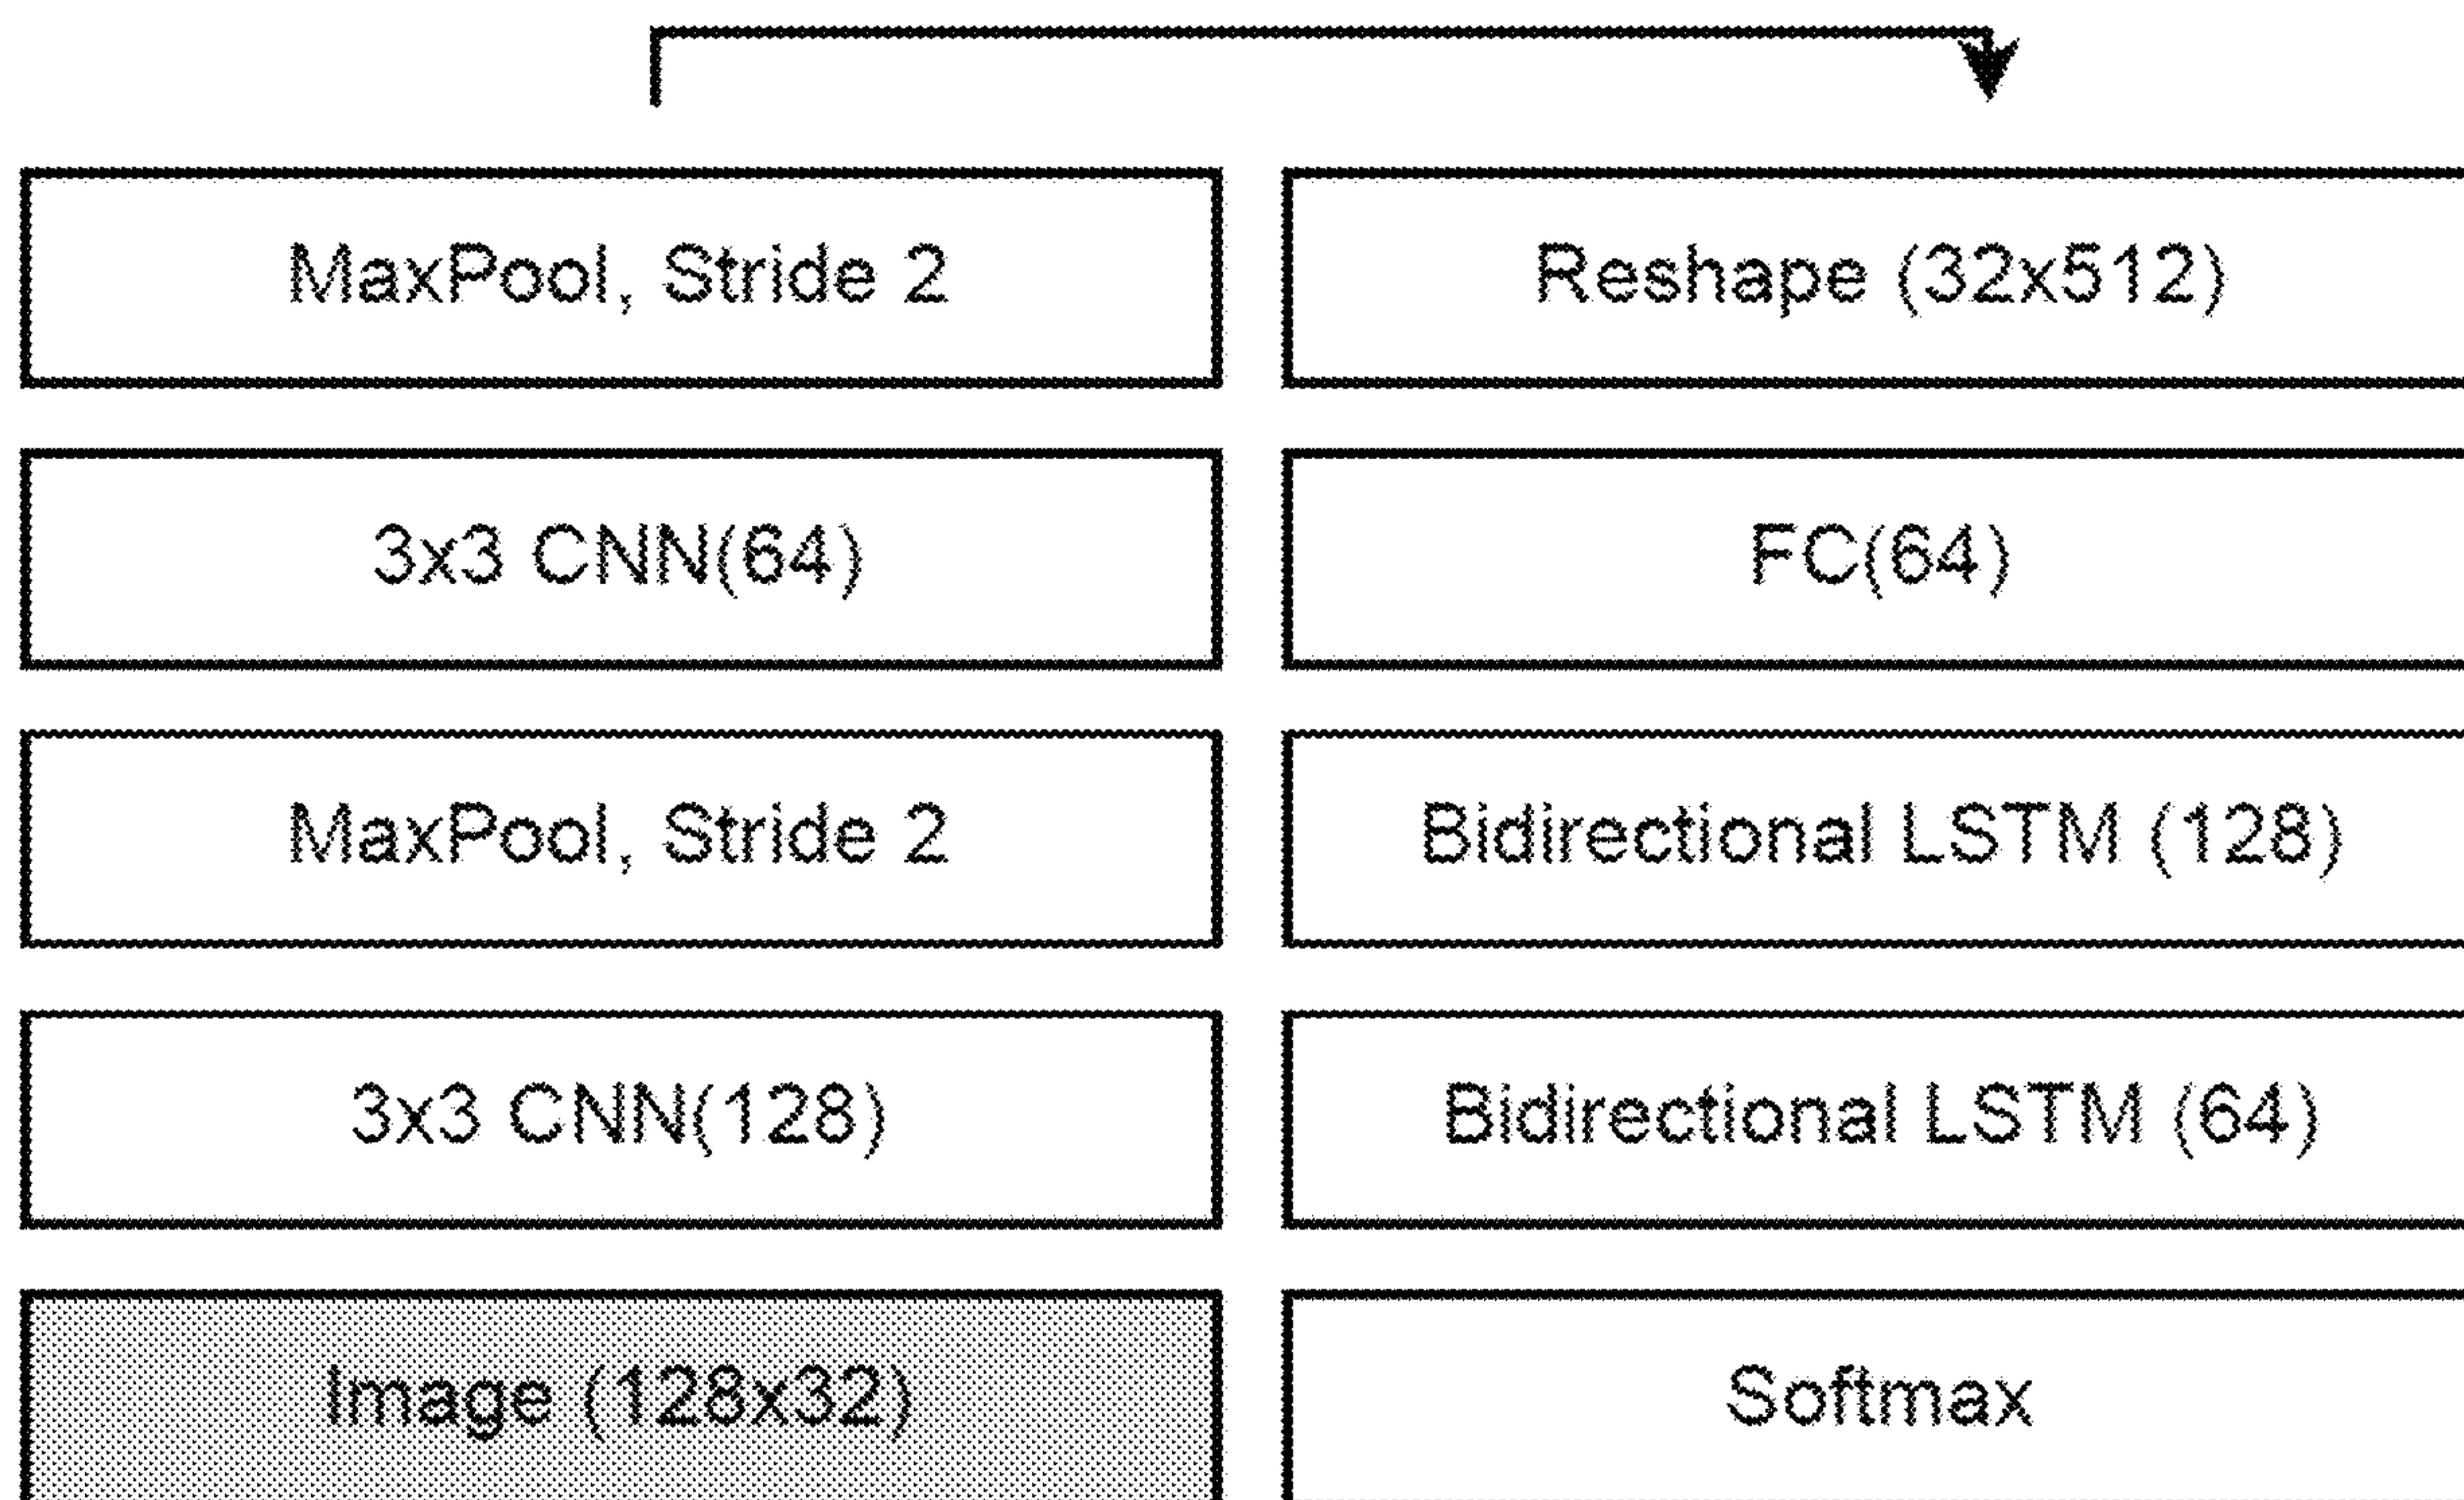 MaxPool, Stride 2
Reshape (32x512)
3x3 CNN(64)
FC(64)
MaxPool, Stride 2
Bidirectional LSTM (128)
3x3 CNN(128)
Bidirectional LSTM (64)
Image (128x32)
Softmax